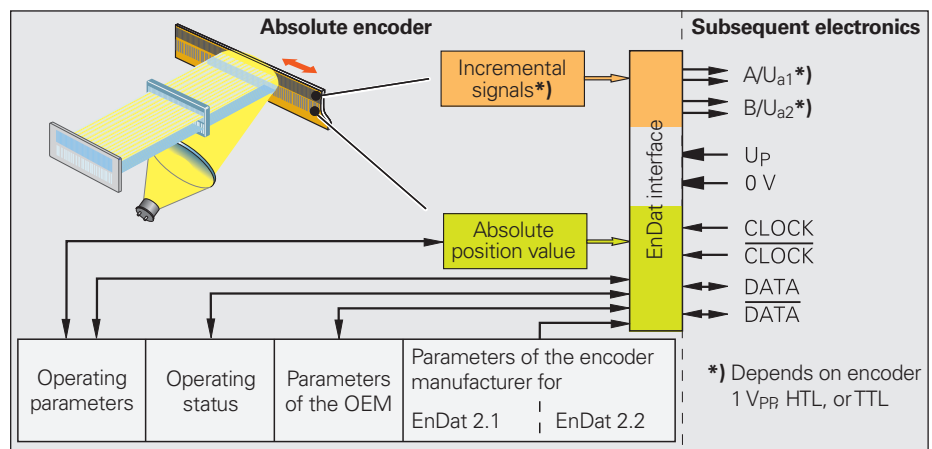 Absolute encoder
Subsequent electronics
Incremental
signals*)
A/Ua1*)
B/Ua2*)
UP
0 V
EnDat interface
Absolute
position value
CLOCK
CLOCK
DATA
DATA
Operating
parameters
Operating
status
Parameters
of the OEM
Parameters of the encoder
manufacturer for
EnDat 2.1
EnDat 2.2
*) Depends on encoder
1 VPP, HTL, or TTL